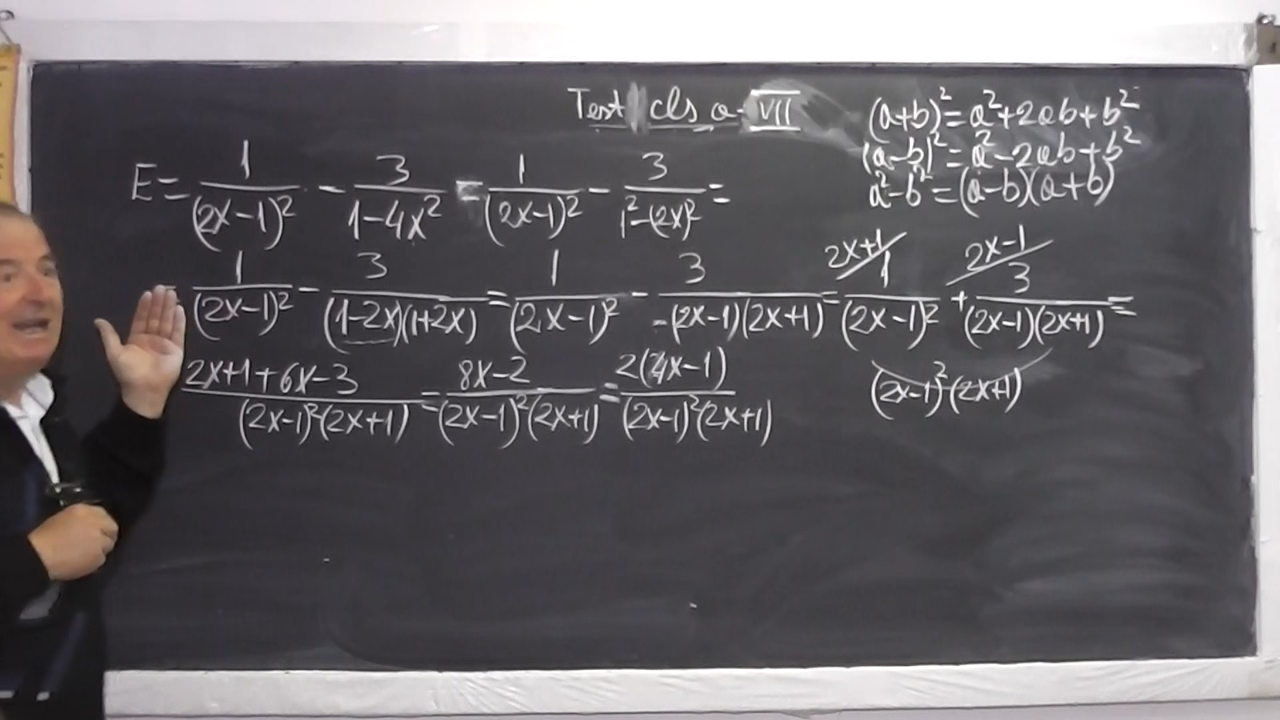 Test cls a VII
(a+b)²=a²+2ab+b²
(a-b)²=a²-2ab+b²
a²-b²=(a-b)(a+b)
E= 1/(2x-1)² - 3/(1-4x²) = 1/(2x-1)² - 3/(1²-(2x)²) =
= 1/(2x-1)² - 3/((1-2x)(1+2x)) = 1/(2x-1)² - 3/(-(2x-1)(2x+1)) = 2x+1) 1/(2x-1)² + 2x-1) 3/((2x-1)(2x+1)) =
(2x-1)²(2x+1)
(2x+1+6x-3)/((2x-1)²(2x+1)) = (8x-2)/((2x-1)²(2x+1)) = 2(4x-1)/((2x-1)²(2x+1))